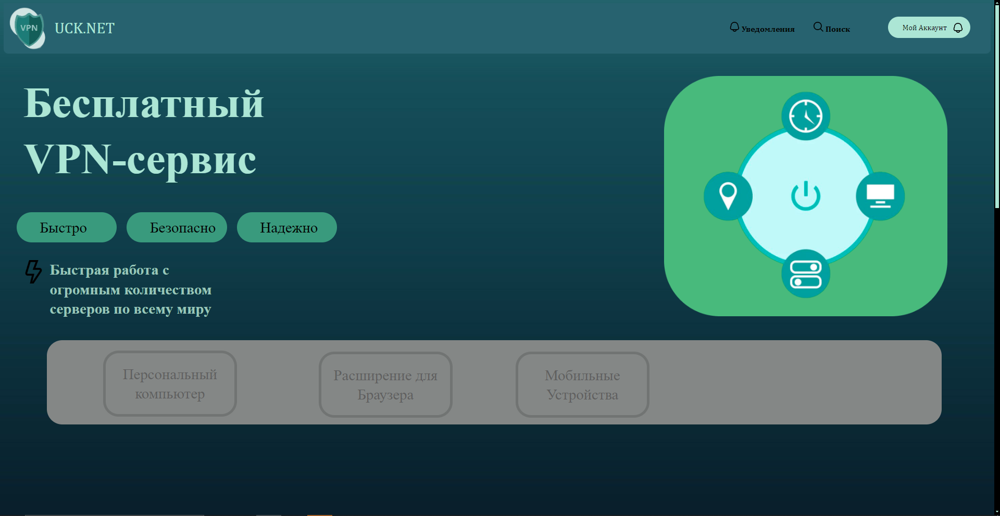 VPN
UCK.NET
Уведомления
Поиск
Мой Аккаунт
Бесплатный
VPN-сервис
Быстро
Безопасно
Надежно
Быстрая работа с
огромным количеством
серверов по всему миру
Персональный
компьютер
Расширение для
Браузера
Мобильные
Устройства